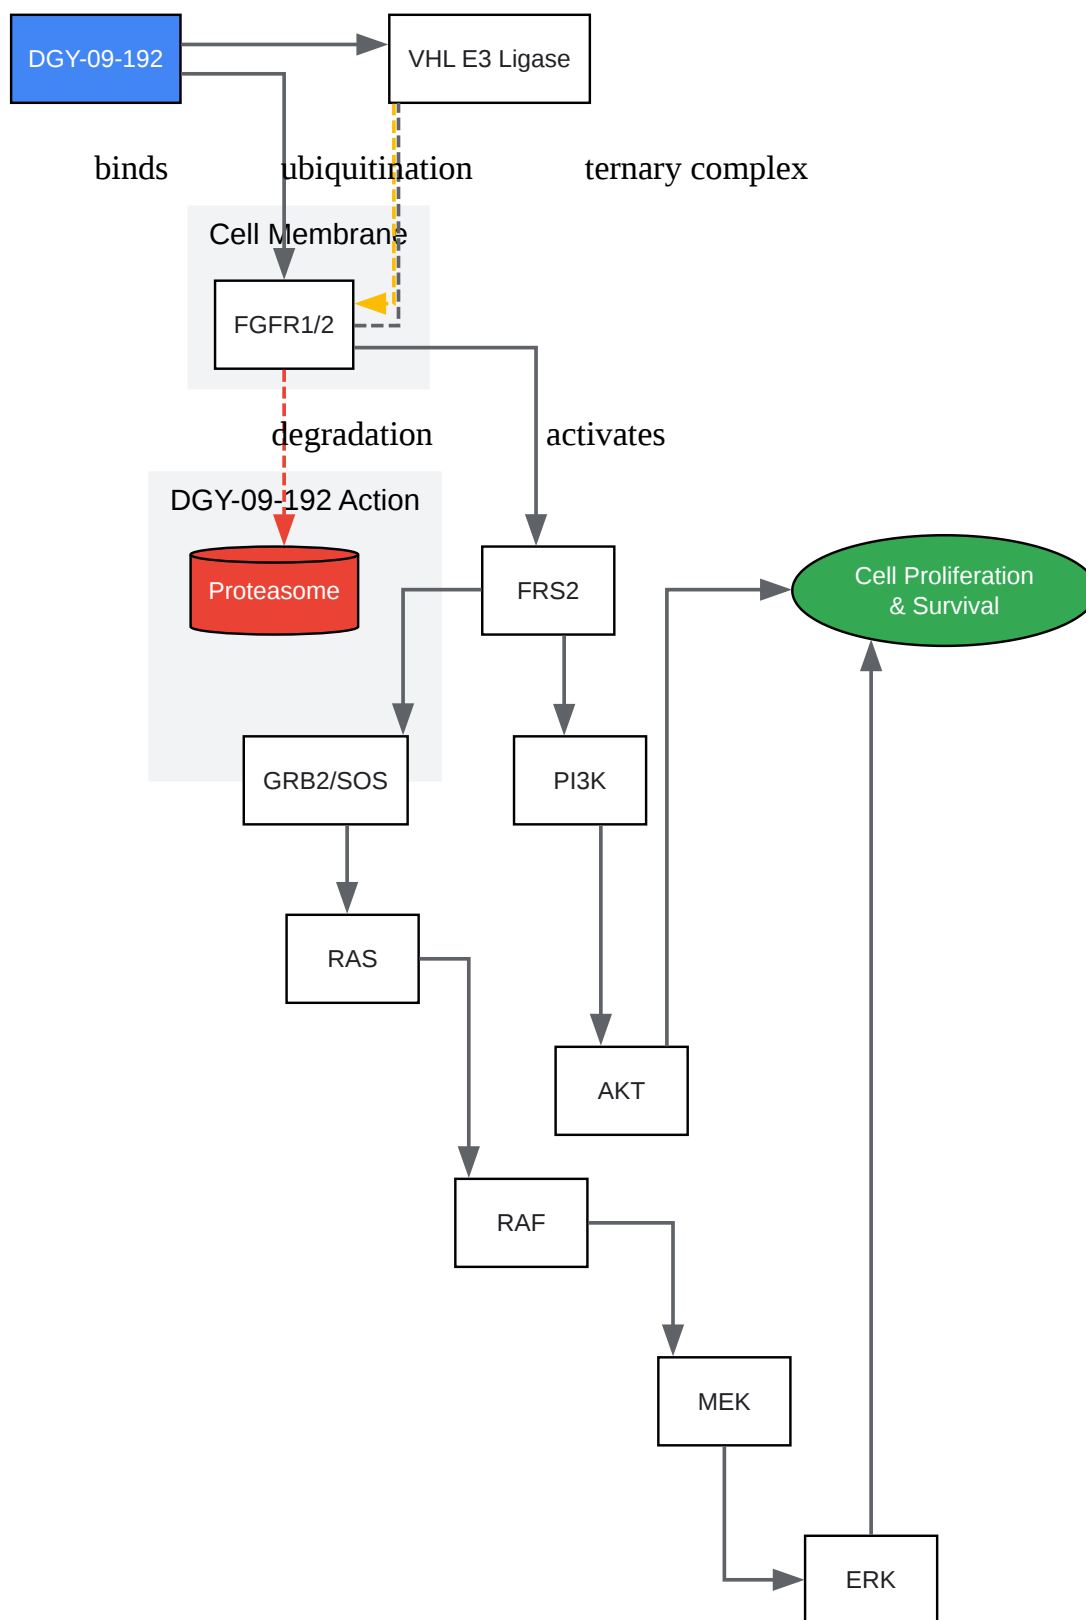 DGY-09-192
VHL E3 Ligase
binds
ubiquitination
ternary complex
Cell Membrane
FGFR1/2
degradation
activates
DGY-09-192 Action
Proteasome
FRS2
Cell Proliferation
& Survival
GRB2/SOS
PI3K
RAS
AKT
RAF
MEK
ERK